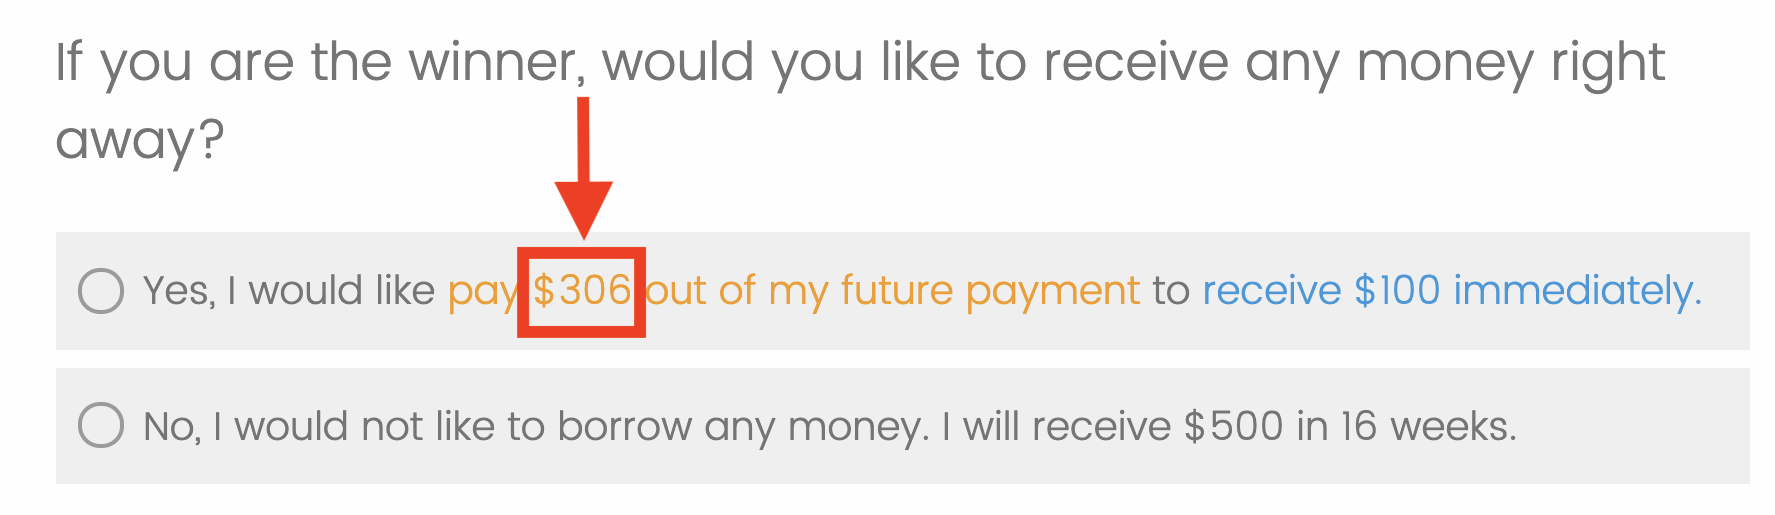 If you are the winner, would you like to receive any money right
away?
Yes, I would like pay $306 out of my future payment to receive $100 immediately.
No, I would not like to borrow any money. I will receive $500 in 16 weeks.